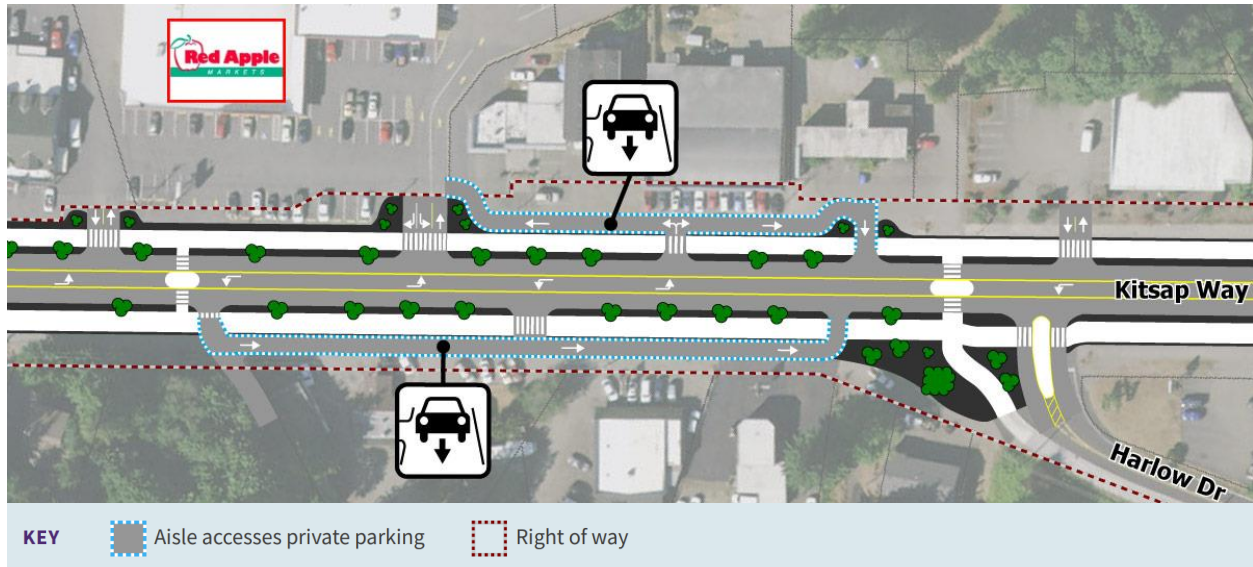 Red Apple
MARKETS
Kitsap Way
Harlow Dr
KEY
Aisle accesses private parking
Right of way